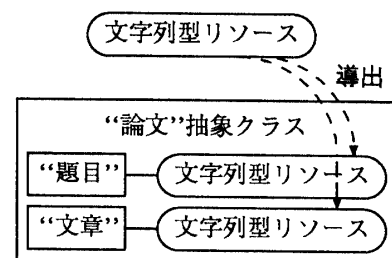 文字列型リソース
導出
“論文”抽象クラス
“題目” 文字列型リソース
“文章” 文字列型リソース